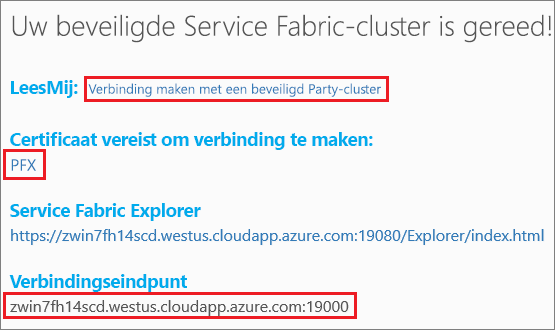 Uw beveiligde Service Fabric-cluster is gereed!
LeesMij: Verbinding maken met een beveiligd Party-cluster
Certificaat vereist om verbinding te maken:
PFX
Service Fabric Explorer
https://zwin7fh14scd.westus.cloudapp.azure.com:19080/Explorer/index.html
Verbindingseindpunt
zwin7fh14scd.westus.cloudapp.azure.com:19000